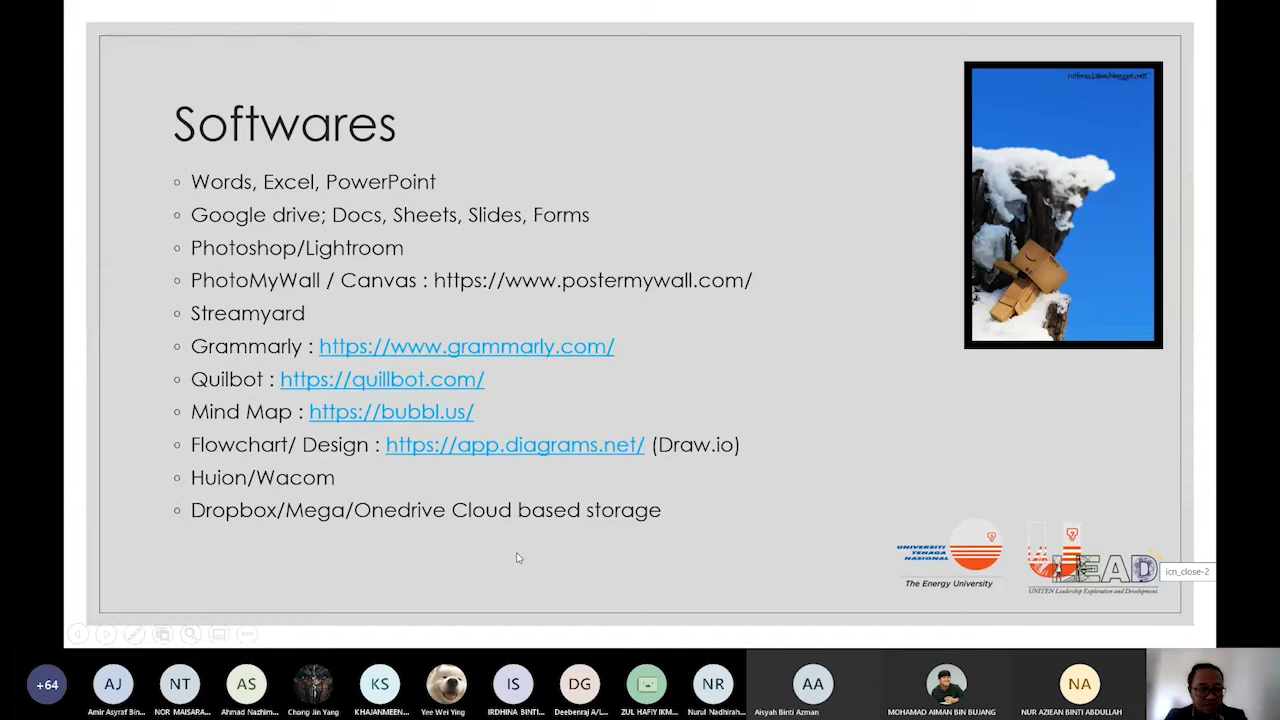 Softwares
Words, Excel, PowerPoint
Google drive; Docs, Sheets, Slides, Forms
Photoshop/Lightroom
PhotoMyWall / Canvas : https://www.postermywall.com/
Streamyard
Grammarly : https://www.grammarly.com/
Quilbot : https://quillbot.com/
Mind Map : https://bubbl.us/
Flowchart/ Design : https://app.diagrams.net/ (Draw.io)
Huion/Wacom
Dropbox/Mega/Onedrive Cloud based storage
UNIVERSITI
TENAGA
NASIONAL
The Energy University
U LEAD
UNITEN Leadership Exploration and Development
icn_close-2
+64
AJ
NT
AS
KS
IS
DG
NR
AA
NA
Amir Asyraf Bin...
NOR MAISARA...
Ahmad Nazhim...
Chong Jin Yang
KHAJANMEEN...
Yee Wei Ying
IRDHINA BINTI...
Deebenraj A/L...
ZUL HAFIY IKM...
Nurul Nadhirah...
Aisyah Binti Azman
MOHAMAD AIMAN BIN BUJANG
NUR AZIEAN BINTI ABDULLAH